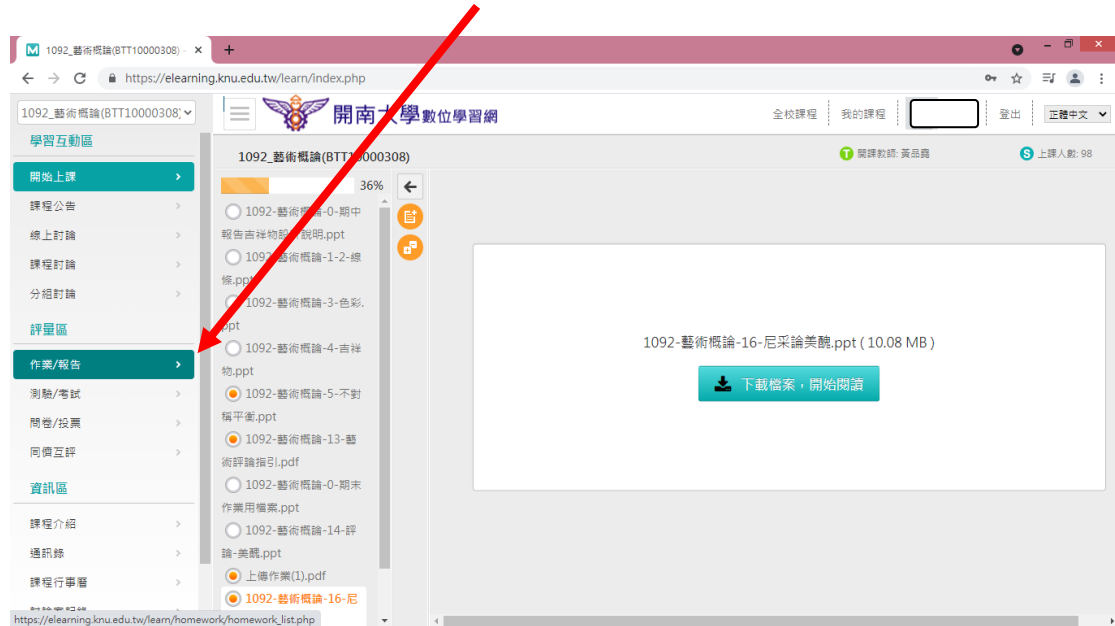 1092_藝術概論(BTT10000308) -
https://elearning.knu.edu.tw/learn/index.php
1092_藝術概論(BTT10000308)
開南大學數位學習網
全校課程
我的課程
登出
正體中文
學習互動區
開始上課
課程公告
線上討論
課程討論
分組討論
評量區
作業/報告
測驗/考試
問卷/投票
同儕互評
資訊區
課程介紹
通訊錄
課程行事曆
https://elearning.knu.edu.tw/learn/homework/homework_list.php
1092_藝術概論(BTT10000308)
T 開課教師:
S 上課人數: 98
36%
1092-藝術概論-0-期中
報告吉祥物設計說明.ppt
1092-藝術概論-1-2-線
條.ppt
1092-藝術概論-3-色彩.
ppt
1092-藝術概論-4-吉祥
物.ppt
1092-藝術概論-5-不對
稱平衡.ppt
1092-藝術概論-13-藝
術評論指引.pdf
1092-藝術概論-0-期末
作業用檔案.ppt
1092-藝術概論-14-評
論-美醜.ppt
上傳作業(1).pdf
1092-藝術概論-16-尼
1092-藝術概論-16-尼采論美醜.ppt ( 10.08 MB )
下載檔案，開始閱讀